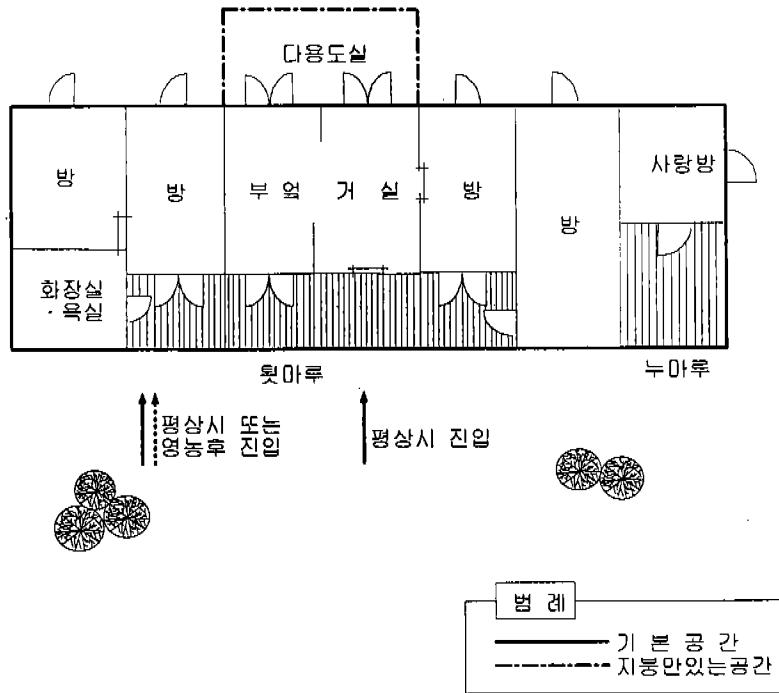 다용도실
방
방
부엌
거실
방
방
사랑방
화장실
·욕실
툇마루
누마루
평상시 또는
영농후 진입
평상시 진입
범례
기본공간
지붕만있는공간